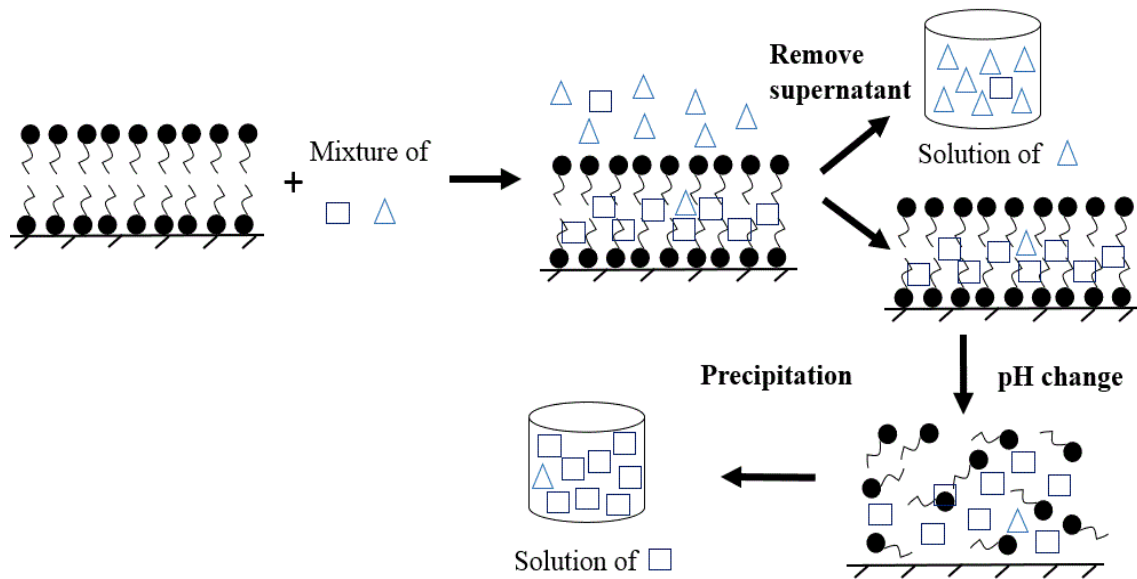 Remove
supernatant
Mixture of
+
Solution of
Precipitation
pH change
Solution of